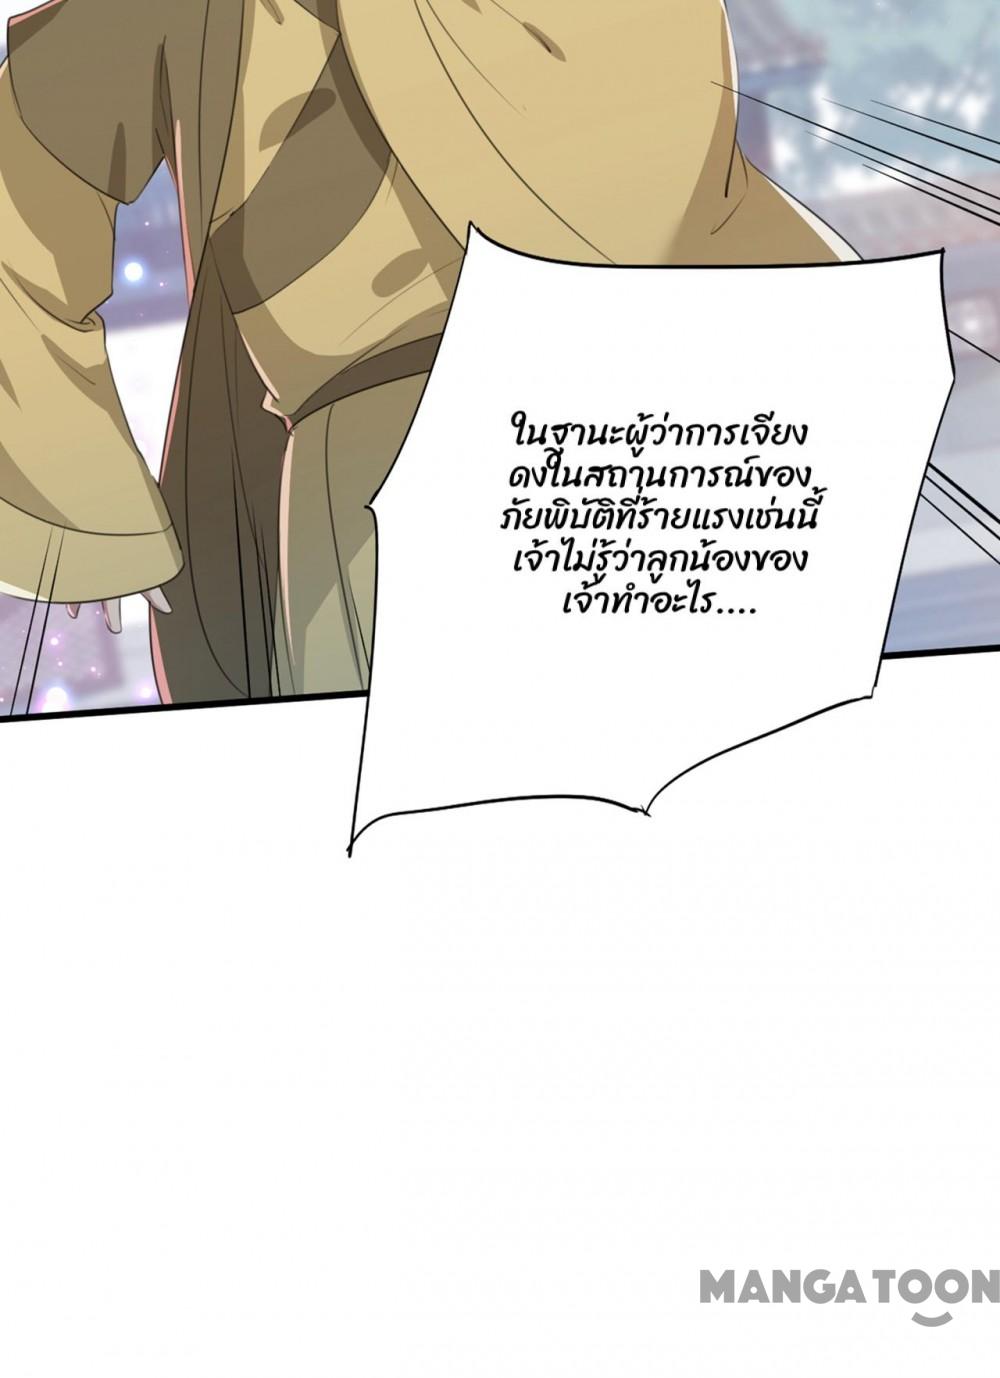 ในฐานะผู้ว่าการเจียง
ดงในสถานการณ์ของ
ภัยพิบัติที่ร้ายแรงเช่นนี้
เจ้าไม่รู้ว่าลูกน้องของ
เจ้าทำอะไร....
MANGATOON